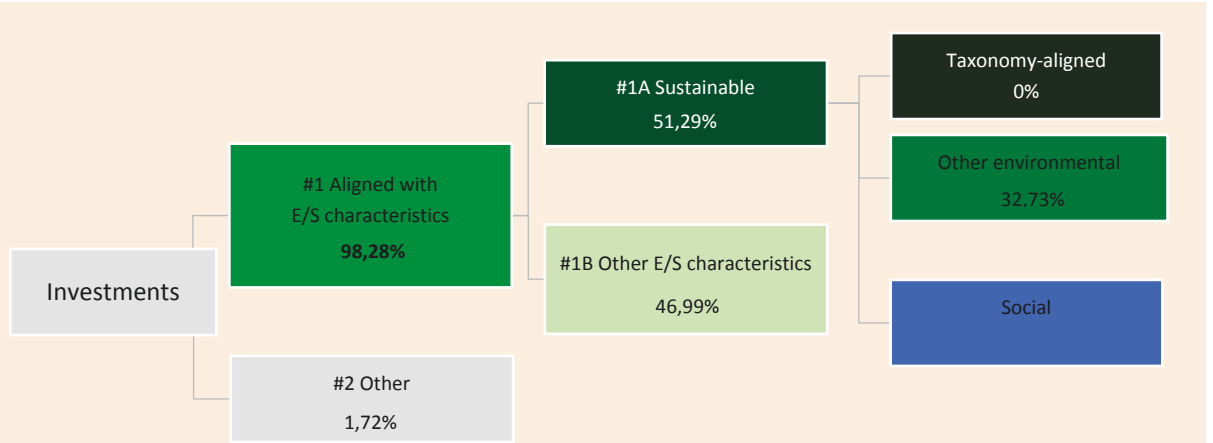 Investments
#1 Aligned with
E/S characteristics
98,28%
#2 Other
1,72%
#1A Sustainable
51,29%
#1B Other E/S characteristics
46,99%
Taxonomy-aligned
0%
Other environmental
32,73%
Social